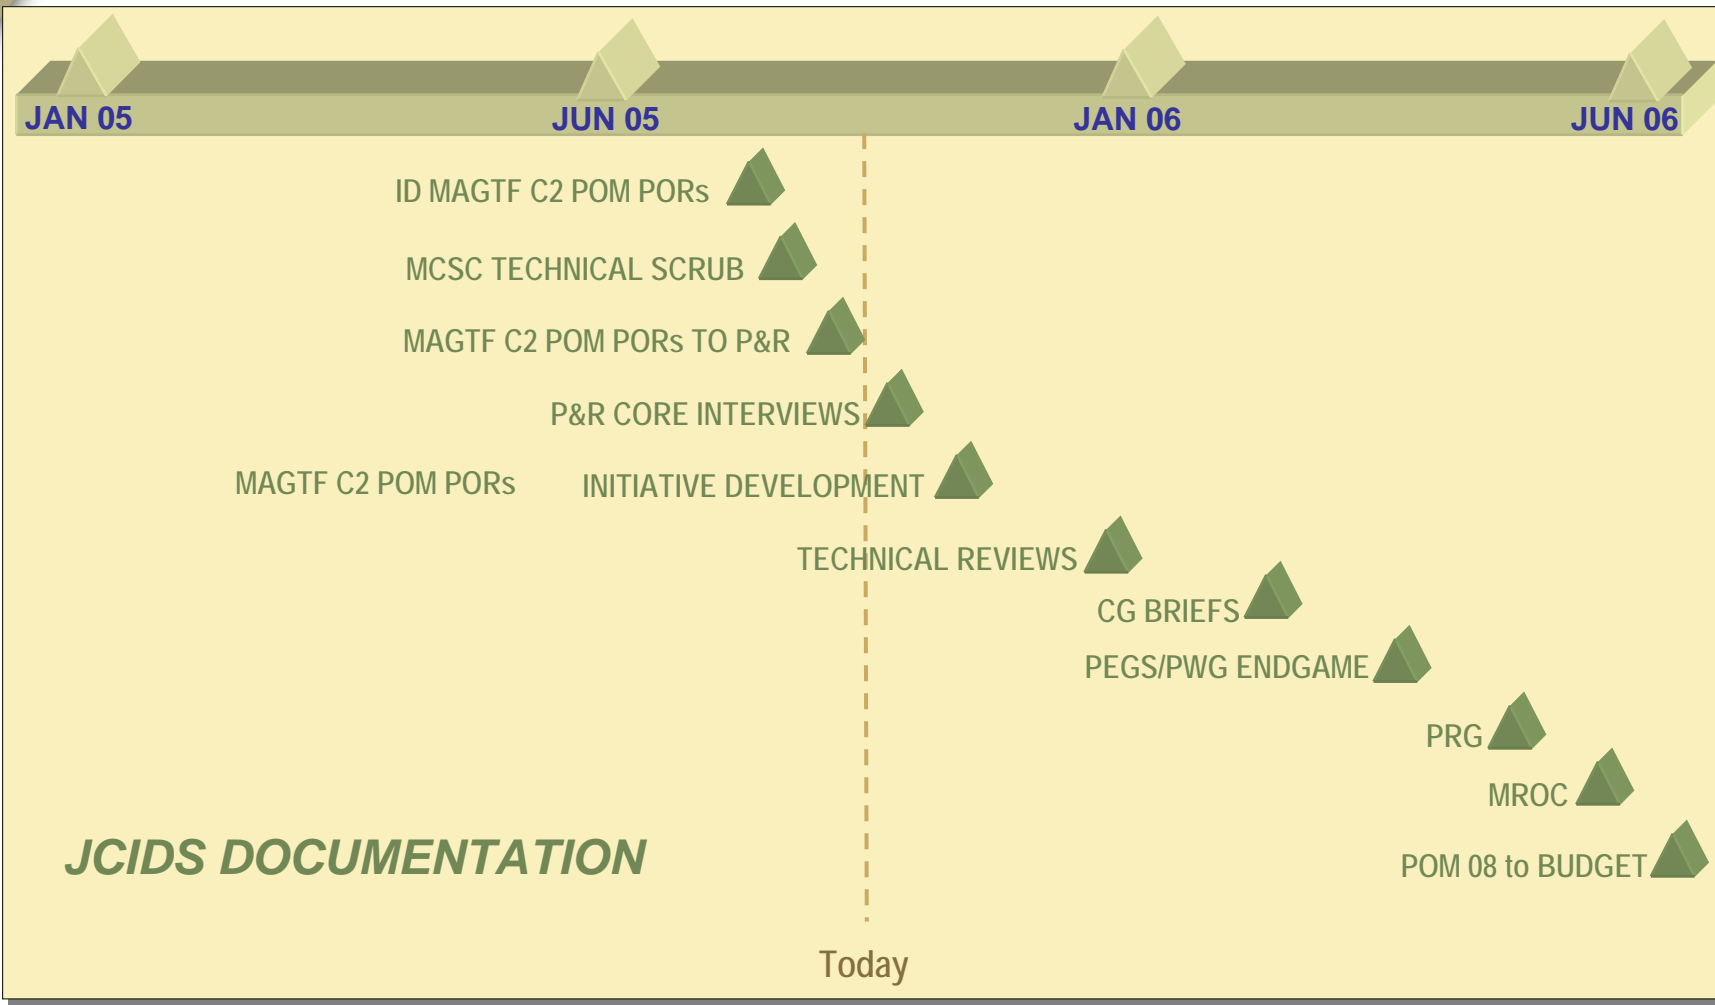 JAN 05 JUN 05 JAN 06 JUN 06
ID MAGTF C2 POM PORs
MCSC TECHNICAL SCRUB
MAGTF C2 POM PORs TO P&R
P&R CORE INTERVIEWS
MAGTF C2 POM PORs INITIATIVE DEVELOPMENT
TECHNICAL REVIEWS
CG BRIEFS
PEGS/PWG ENDGAME
PRG
MROC
JCIDS DOCUMENTATION
POM 08 to BUDGET
Today